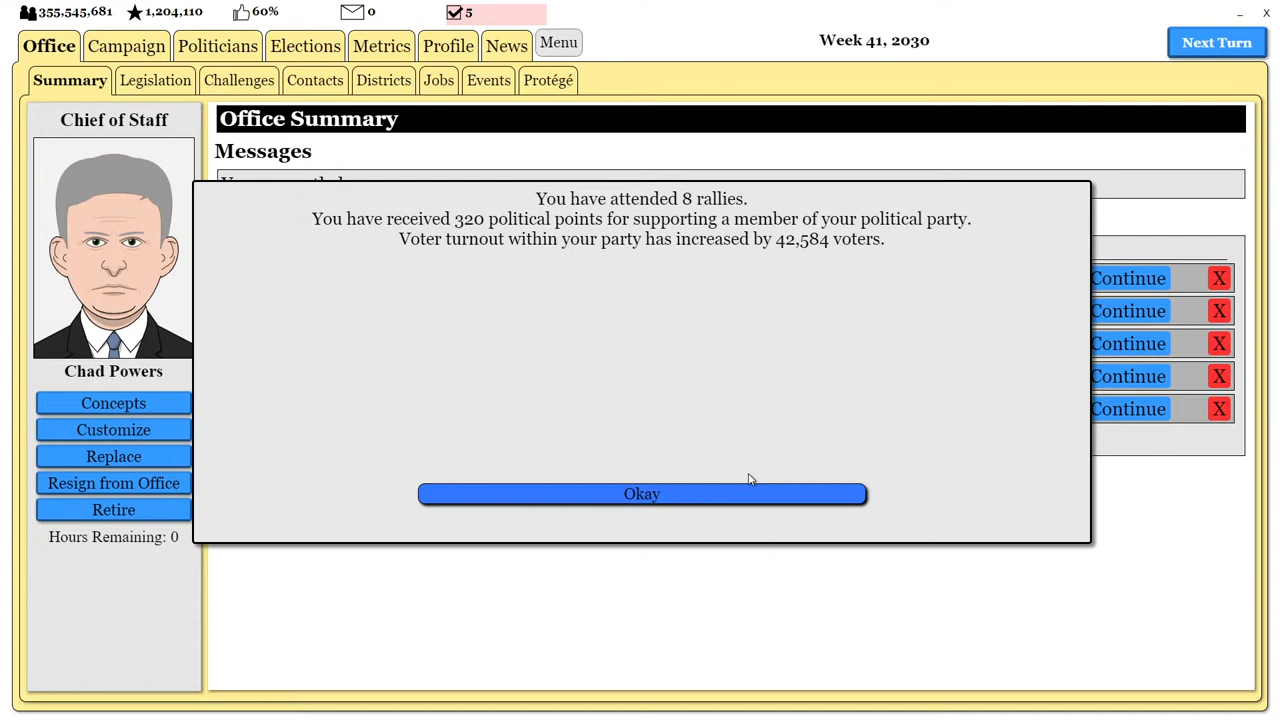 355,545,681 1,204,110 60% 0 5
_ X
Office Campaign Politicians Elections Metrics Profile News Menu
Week 41, 2030
Next Turn
Summary Legislation Challenges Contacts Districts Jobs Events Protégé
Chief of Staff
Chad Powers
Concepts
Customize
Replace
Resign from Office
Retire
Hours Remaining: 0
Office Summary
Messages
You have attended 8 rallies.
You have received 320 political points for supporting a member of your political party.
Voter turnout within your party has increased by 42,584 voters.
Okay
Continue X
Continue X
Continue X
Continue X
Continue X